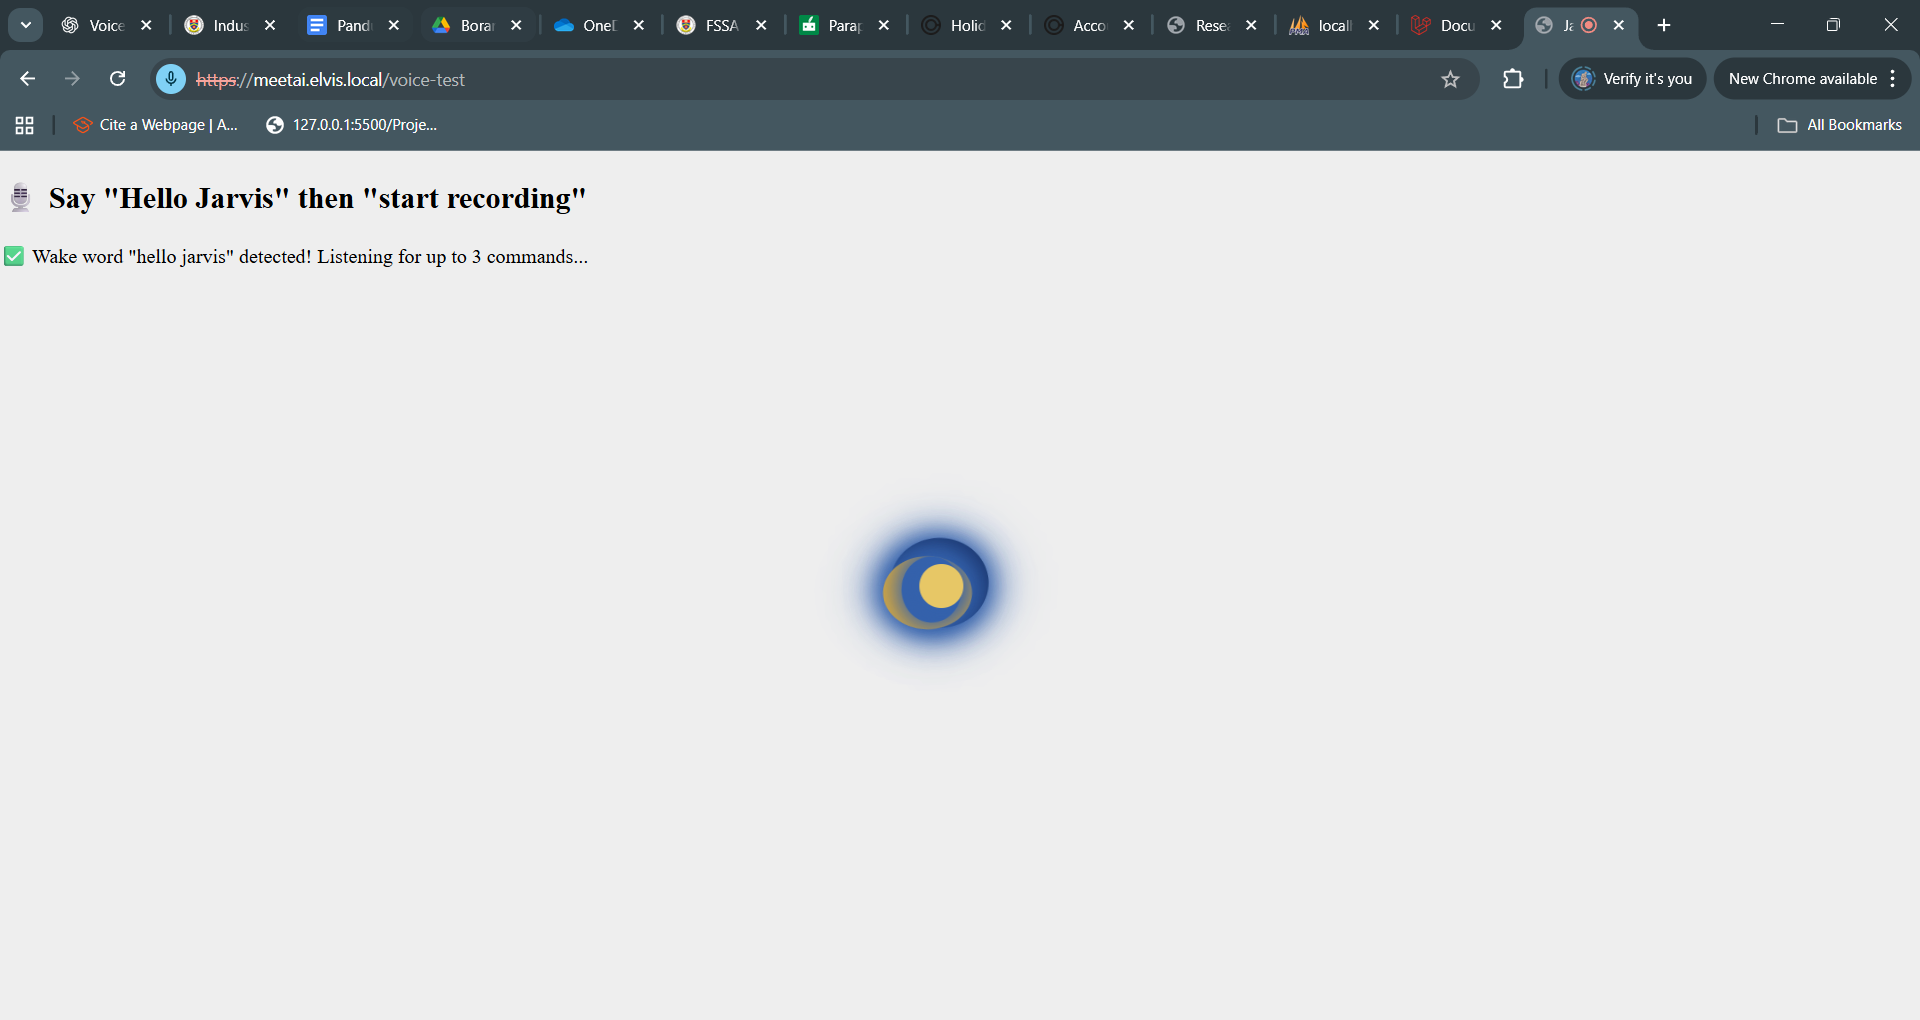 Voice Indus Pand Borar OneD FSSA Parap Holid Acco Rese locall Docu Ja
https://meetai.elvis.local/voice-test Verify it's you New Chrome available
Cite a Webpage | A... 127.0.0.1:5500/Proje... All Bookmarks
Say "Hello Jarvis" then "start recording"
Wake word "hello jarvis" detected! Listening for up to 3 commands...